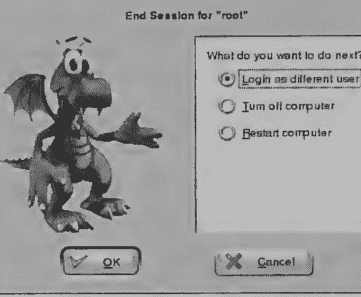 End Session for "root"
What do you want to do next?
Login as different user
Turn off computer
Restart computer
OK
Cancel